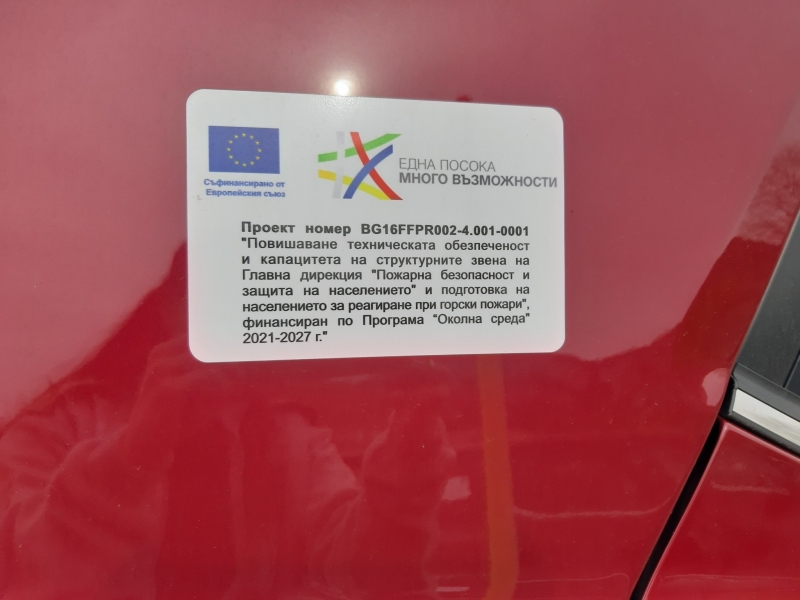 Съфинансирано от
Европейския съюз
ЕДНА ПОСОКА
МНОГО ВЪЗМОЖНОСТИ
Проект номер BG16FFPR002-4.001-0001
"Повишаване техническата обезпеченост
и капацитета на структурните звена на
Главна дирекция "Пожарна безопасност и
защита на населението" и подготовка на
населението за реагиране при горски пожари",
финансиран по Програма "Околна среда"
2021-2027 г."